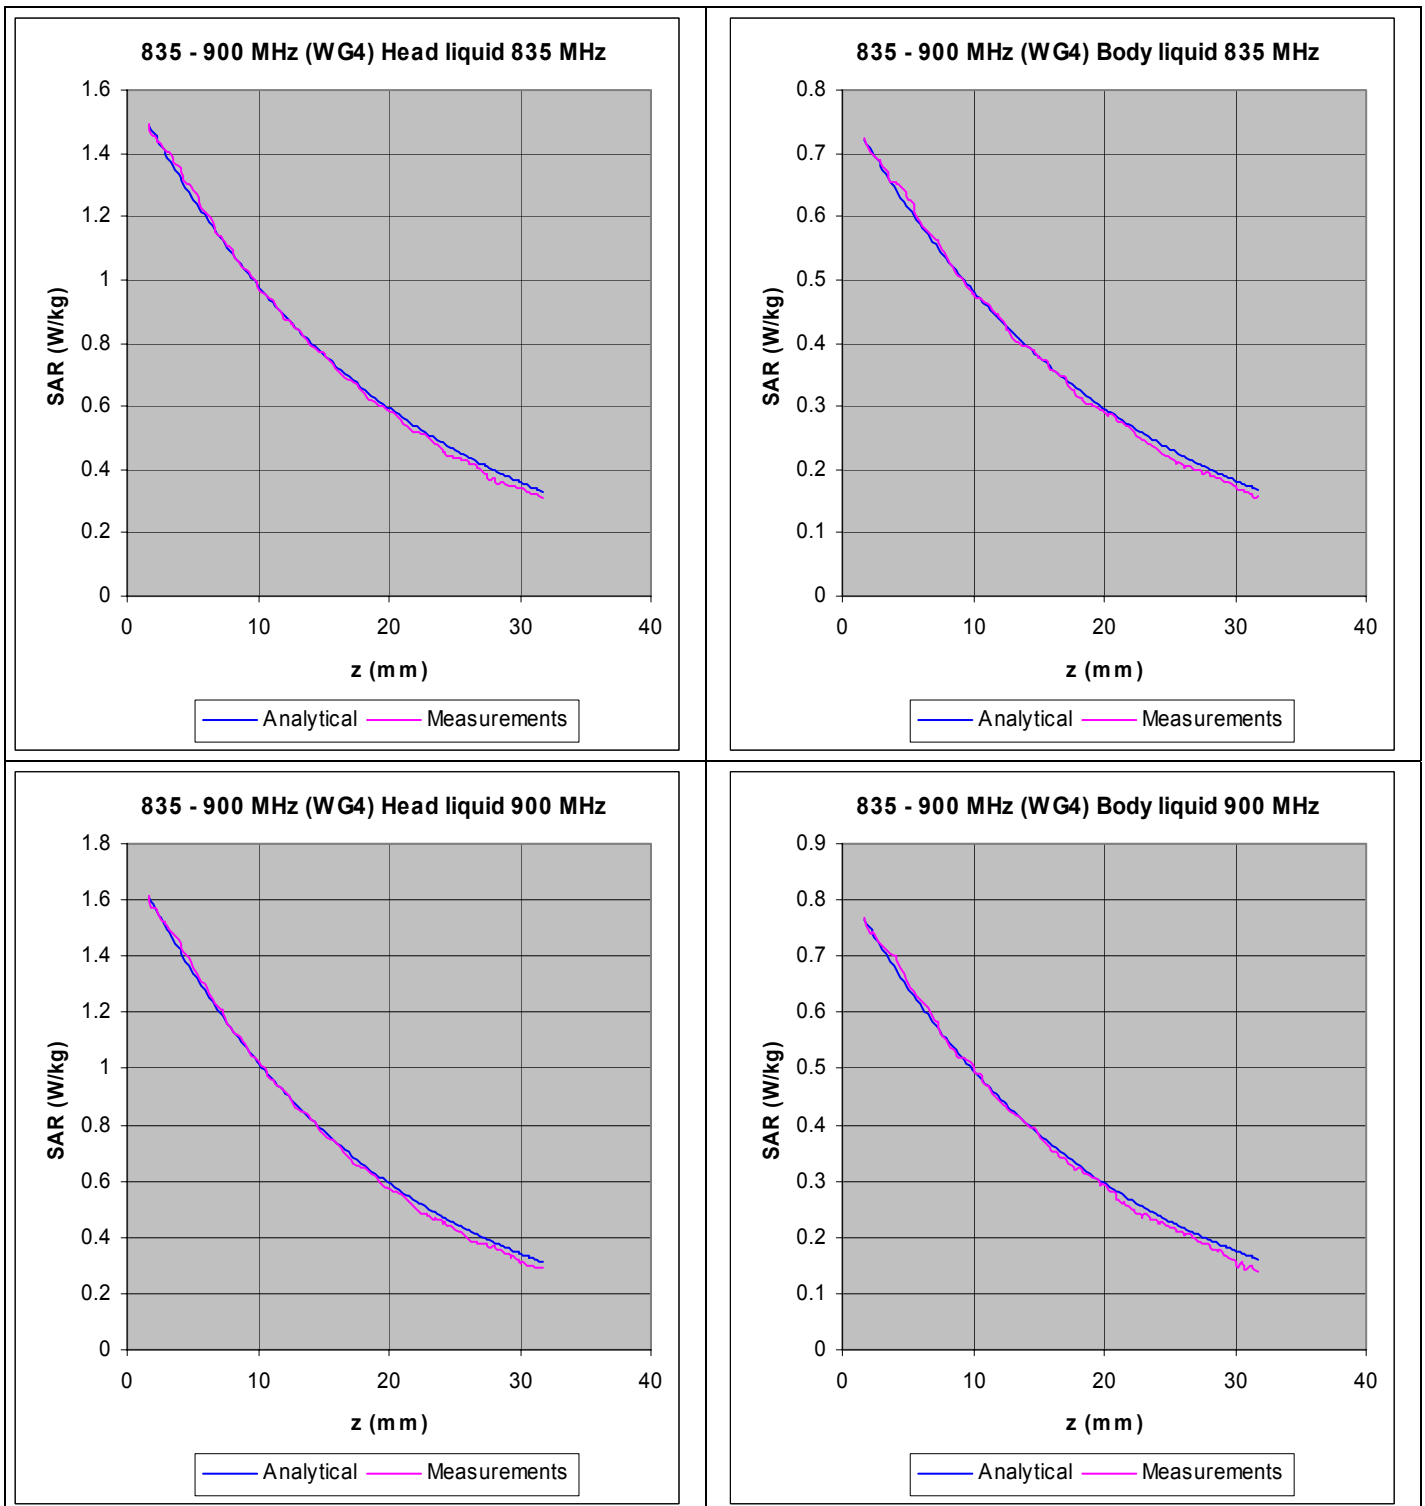 835 - 900 MHz (WG4) Head liquid 835 MHz
1.6
1.4
1.2
1
0.8
0.6
0.4
0.2
0
SAR (W/kg)
0 10 20 30 40
z (mm)
Analytical Measurements
835 - 900 MHz (WG4) Body liquid 835 MHz
0.8
0.7
0.6
0.5
0.4
0.3
0.2
0.1
0
SAR (W/kg)
0 10 20 30 40
z (mm)
Analytical Measurements
835 - 900 MHz (WG4) Head liquid 900 MHz
1.8
1.6
1.4
1.2
1
0.8
0.6
0.4
0.2
0
SAR (W/kg)
0 10 20 30 40
z (mm)
Analytical Measurements
835 - 900 MHz (WG4) Body liquid 900 MHz
0.9
0.8
0.7
0.6
0.5
0.4
0.3
0.2
0.1
0
SAR (W/kg)
0 10 20 30 40
z (mm)
Analytical Measurements